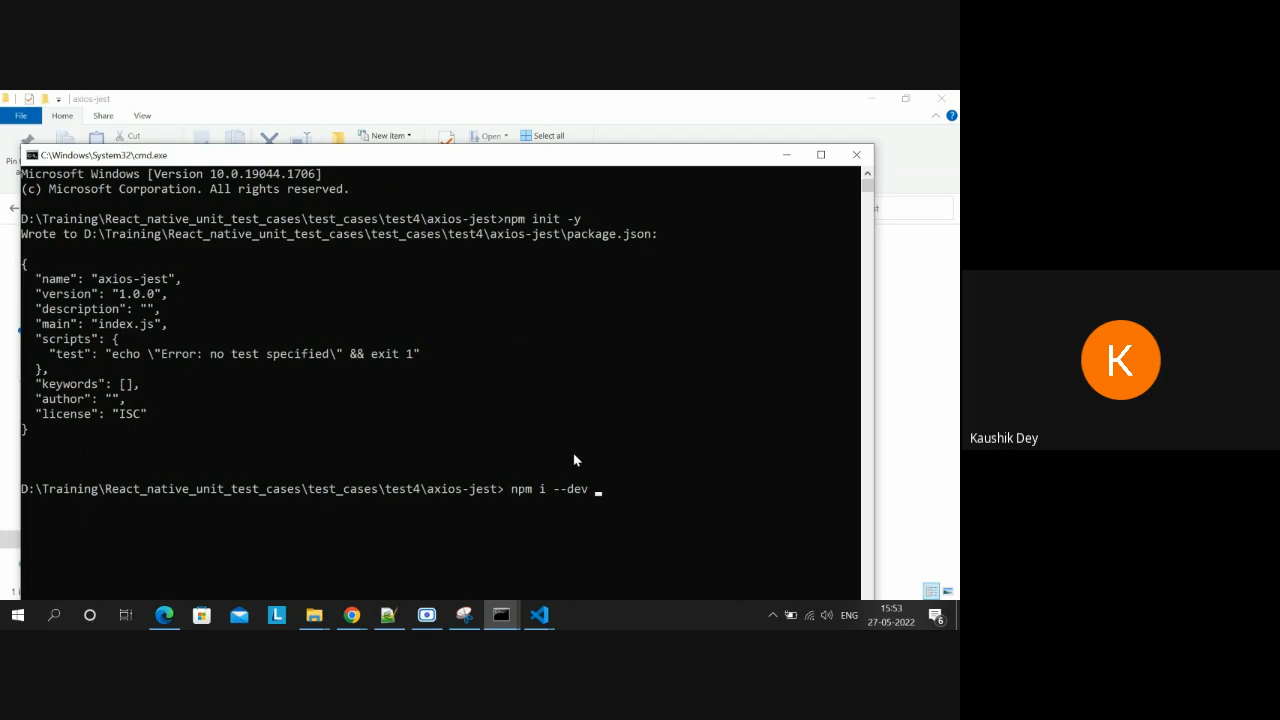 axios-jest
File Home Share View
Cut
New item
Open
Select all
C:\Windows\System32\cmd.exe
Microsoft Windows [Version 10.0.19044.1706]
(c) Microsoft Corporation. All rights reserved.
D:\Training\React_native_unit_test_cases\test_cases\test4\axios-jest>npm init -y
Wrote to D:\Training\React_native_unit_test_cases\test_cases\test4\axios-jest\package.json:
{
"name": "axios-jest",
"version": "1.0.0",
"description": "",
"main": "index.js",
"scripts": {
"test": "echo \"Error: no test specified\" && exit 1"
},
"keywords": [],
"author": "",
"license": "ISC"
}
D:\Training\React_native_unit_test_cases\test_cases\test4\axios-jest> npm i --dev
K
Kaushik Dey
ENG
15:53
27-05-2022
6